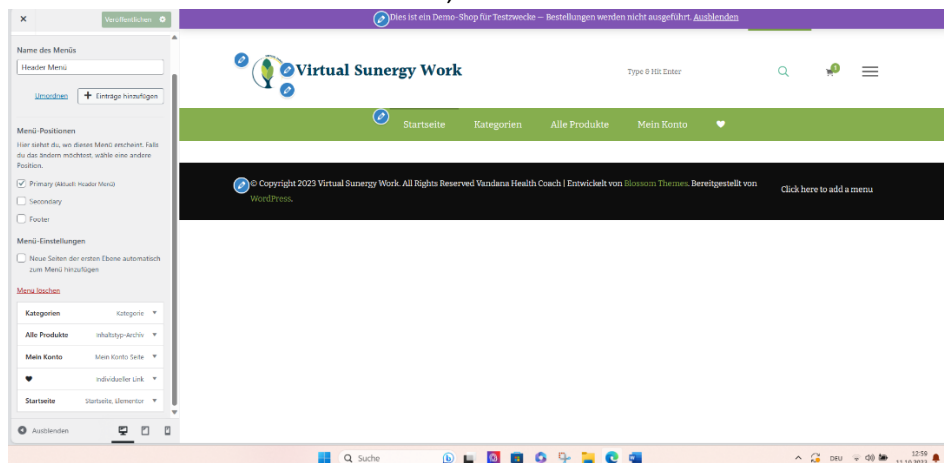 Veröffentlichen
Dies ist ein Demo-Shop für Testzwecke — Bestellungen werden nicht ausgeführt. Ausblenden
Name des Menüs
Header Menü
Umordnen
Einträge hinzufügen
Virtual Sunergy Work
Type & Hit Enter
1
Menü-Positionen
Hier siehst du, wo dieses Menü erscheint. Falls
du das ändern möchtest, wähle eine andere
Position.
Primary (Aktuell: Header Menü)
Secondary
Footer
Startseite Kategorien Alle Produkte Mein Konto
© Copyright 2023 Virtual Sunergy Work. All Rights Reserved Vandana Health Coach | Entwickelt von Blossom Themes. Bereitgestellt von
WordPress.
Click here to add a menu
Menü-Einstellungen
Neue Seiten der ersten Ebene automatisch
zum Menü hinzufügen
Menü löschen
Kategorien Kategorie
Alle Produkte Inhaltstyp-Archiv
Mein Konto Mein Konto Seite
Individueller Link
Startseite Startseite, Elementor
Ausblenden
Suche
DEU
12:59
11.10.2023